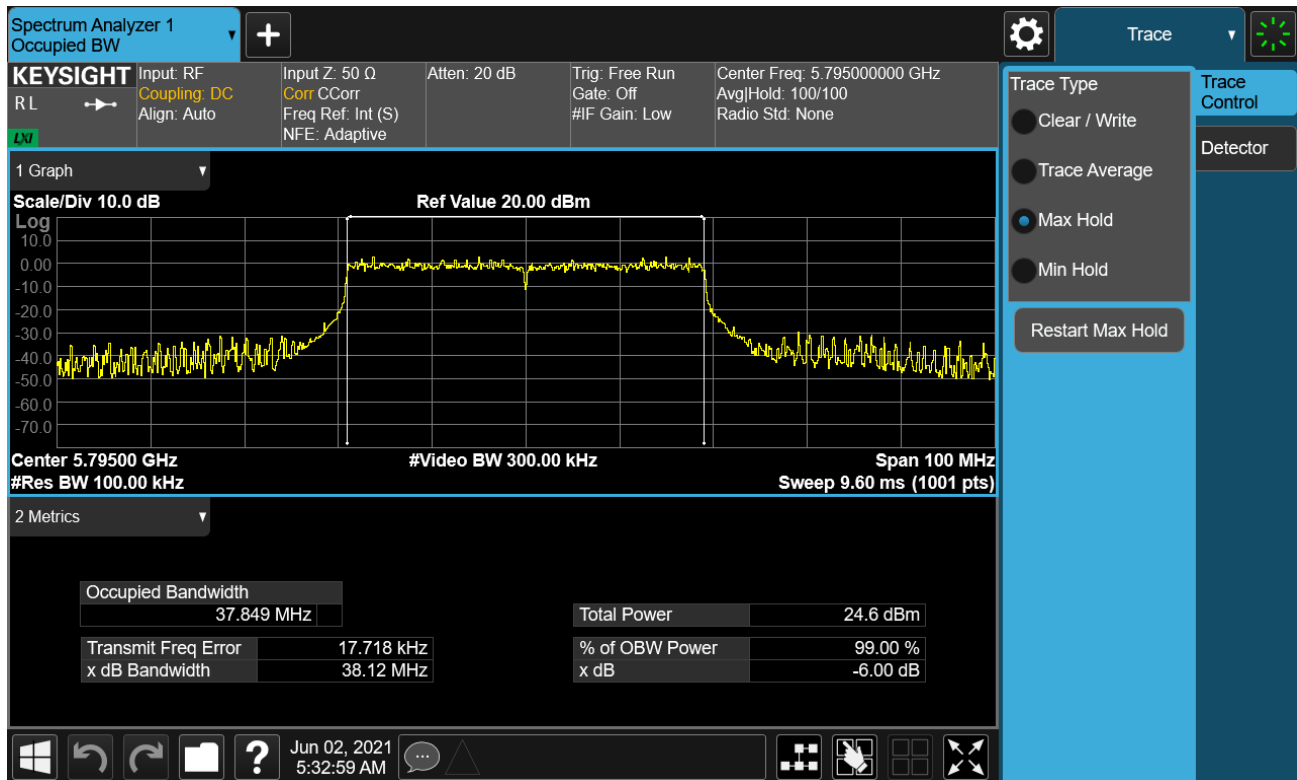 Spectrum Analyzer 1
Occupied BW
+
Trace
KEYSIGHT
R L
LXI
Input: RF
Coupling: DC
Align: Auto
Input Z: 50 Ω
Corr CCorr
Freq Ref: Int (S)
NFE: Adaptive
Atten: 20 dB
Trig: Free Run
Gate: Off
#IF Gain: Low
Center Freq: 5.795000000 GHz
Avg|Hold: 100/100
Radio Std: None
Trace Type
Clear / Write
Trace Average
Max Hold
Min Hold
Restart Max Hold
Trace
Control
Detector
1 Graph
Scale/Div 10.0 dB
Ref Value 20.00 dBm
Log
10.0
0.00
-10.0
-20.0
-30.0
-40.0
-50.0
-60.0
-70.0
Center 5.79500 GHz
#Video BW 300.00 kHz
Span 100 MHz
#Res BW 100.00 kHz
Sweep 9.60 ms (1001 pts)
2 Metrics
Occupied Bandwidth
37.849 MHz
Total Power 24.6 dBm
Transmit Freq Error 17.718 kHz
% of OBW Power 99.00 %
x dB Bandwidth 38.12 MHz
x dB -6.00 dB
?
Jun 02, 2021
5:32:59 AM